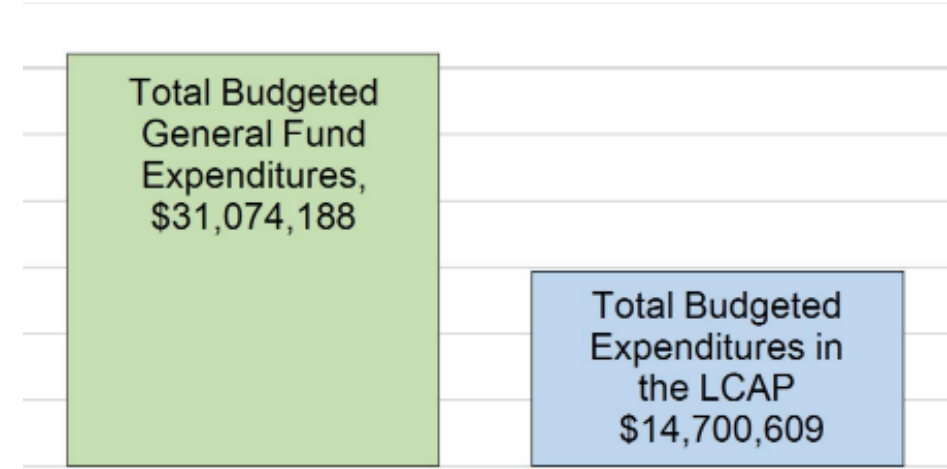 Total Budgeted
General Fund
Expenditures,
$31,074,188
Total Budgeted
Expenditures in
the LCAP
$14,700,609